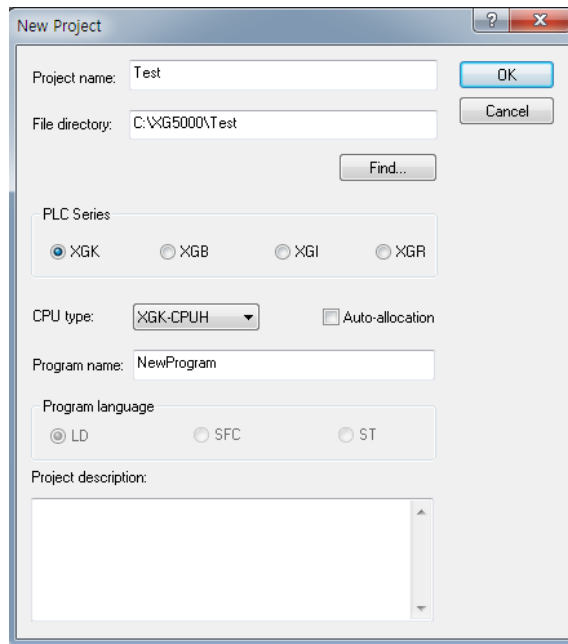 New Project
Project name: Test OK
File directory: C:\XG5000\Test Cancel
Find...
PLC Series
XGK XGB XGI XGR
CPU type: XGK-CPUH Auto-allocation
Program name: NewProgram
Program language
LD SFC ST
Project description: